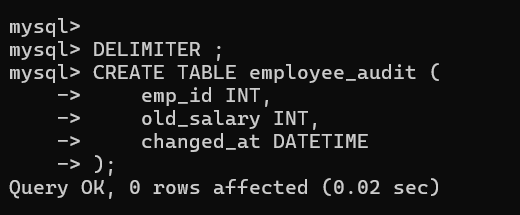 mysql>
mysql> DELIMITER ;
mysql> CREATE TABLE employee_audit (
    ->     emp_id INT,
    ->     old_salary INT,
    ->     changed_at DATETIME
    -> );
Query OK, 0 rows affected (0.02 sec)